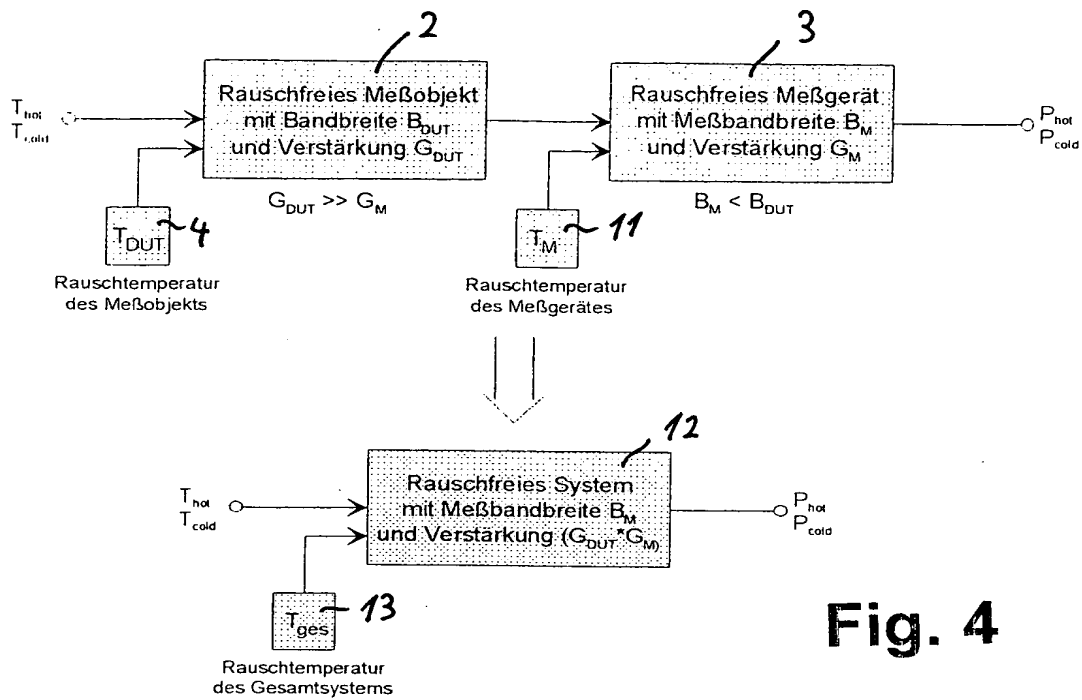 2
3
T_hot
T_cold
Rauschfreies Meßobjekt
mit Bandbreite B_DUT
und Verstärkung G_DUT
Rauschfreies Meßgerät
mit Meßbandbreite B_M
und Verstärkung G_M
P_hot
P_cold
G_DUT >> G_M
B_M < B_DUT
T_DUT
4
T_M
11
Rauschtemperatur
des Meßobjekts
Rauschtemperatur
des Meßgerätes
12
T_hot
T_cold
Rauschfreies System
mit Meßbandbreite B_M
und Verstärkung (G_DUT*G_M)
P_hot
P_cold
T_ges
13
Rauschtemperatur
des Gesamtsystems
Fig. 4